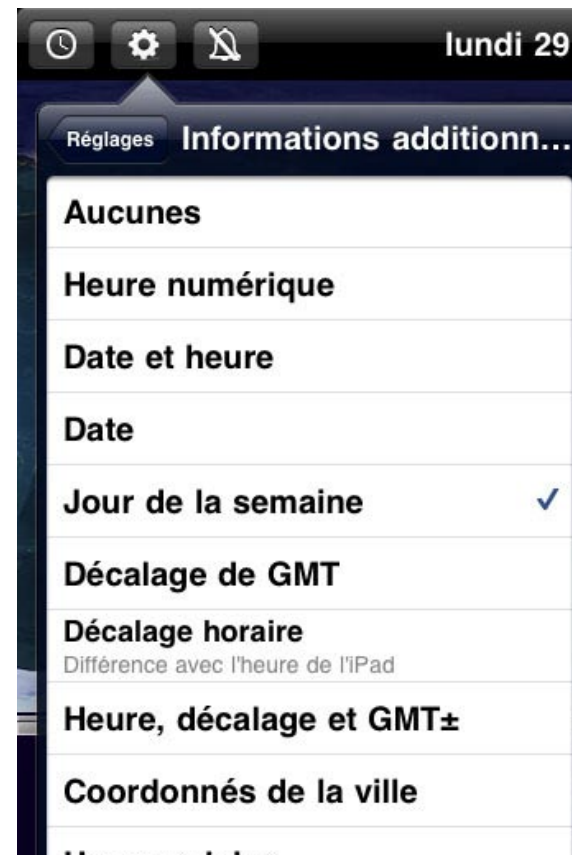 lundi 29
Réglages Informations additionn...
Aucunes
Heure numérique
Date et heure
Date
Jour de la semaine
Décalage de GMT
Décalage horaire
Différence avec l'heure de l'iPad
Heure, décalage et GMT±
Coordonnés de la ville